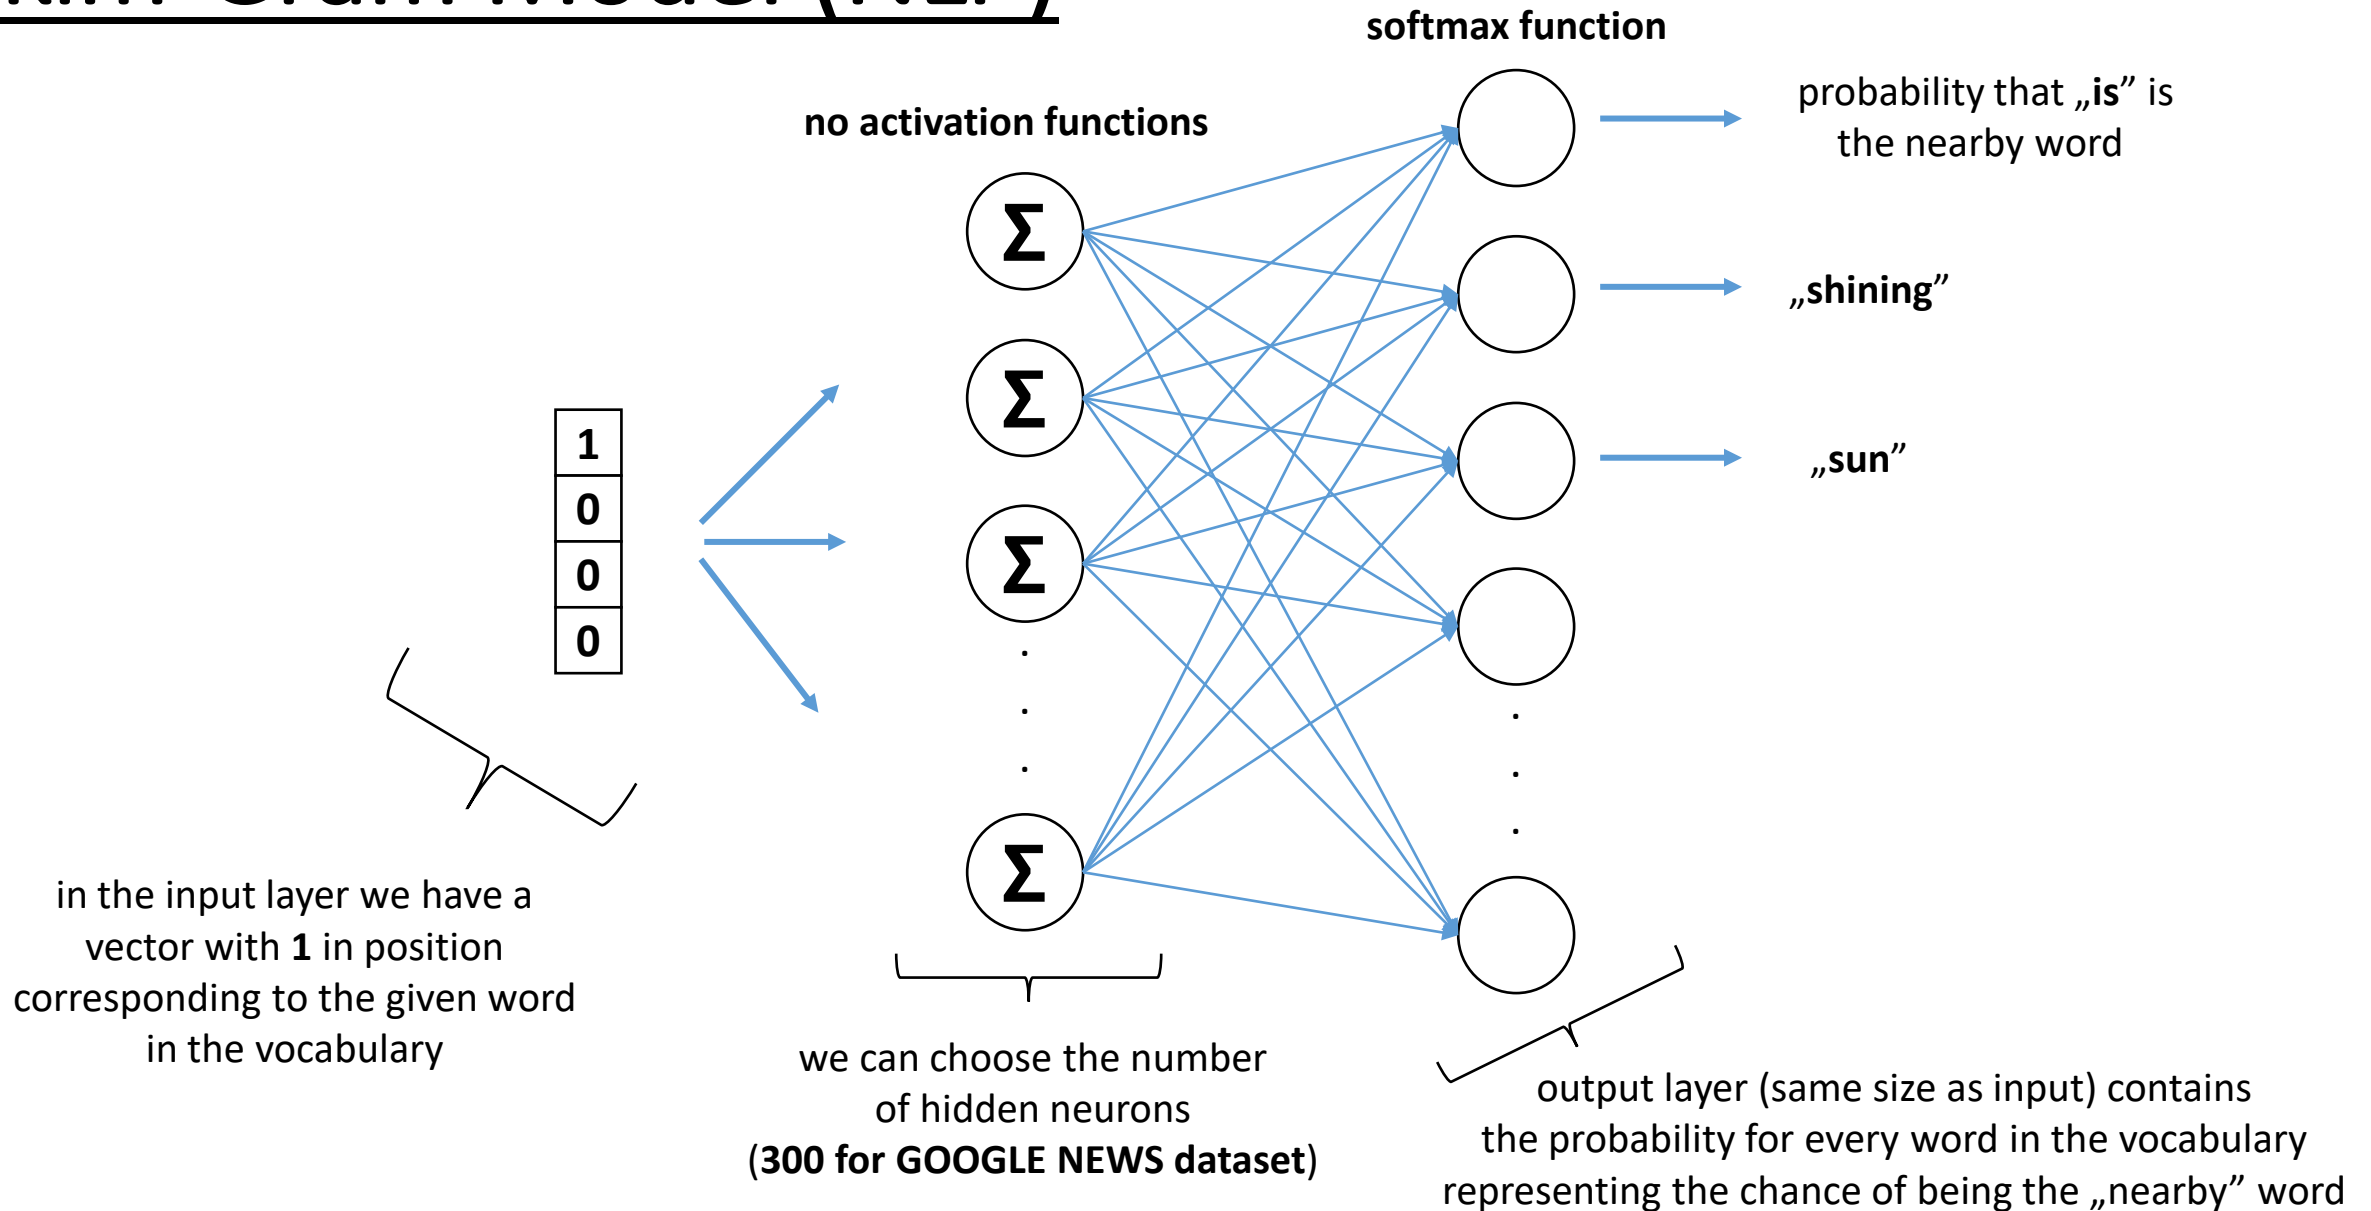 softmax function
no activation functions
probability that „is” is
the nearby word
„shining”
„sun”
Σ
Σ
Σ
Σ
1
0
0
0
.
.
.
.
.
.
in the input layer we have a
vector with 1 in position
corresponding to the given word
in the vocabulary
we can choose the number
of hidden neurons
(300 for GOOGLE NEWS dataset)
output layer (same size as input) contains
the probability for every word in the vocabulary
representing the chance of being the „nearby” word